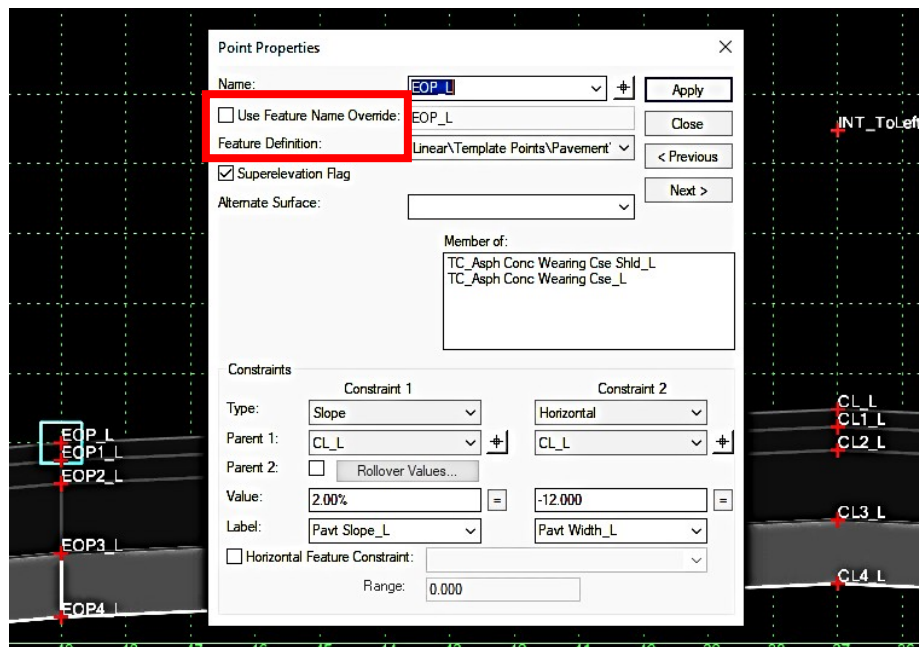 Point Properties
Name: EOP_L
Apply
Use Feature Name Override: EOP_L
Close
Feature Definition: Linear\Template Points\Pavement\
< Previous
Superelevation Flag
Next >
Alternate Surface:
Member of:
TC_Asph Conc Wearing Cse Shld_L
TC_Asph Conc Wearing Cse_L
Constraints
Constraint 1 Constraint 2
Type: Slope Horizontal
Parent 1: CL_L CL_L
Parent 2: Rollover Values...
Value: 2.00% = -12.000 =
Label: Pavt Slope_L Pavt Width_L
Horizontal Feature Constraint:
Range: 0.000
EOP_L
EOP1_L
EOP2_L
EOP3_L
EOP4_L
INT_ToLeft
CL_L
CL1_L
CL2_L
CL3_L
CL4_L